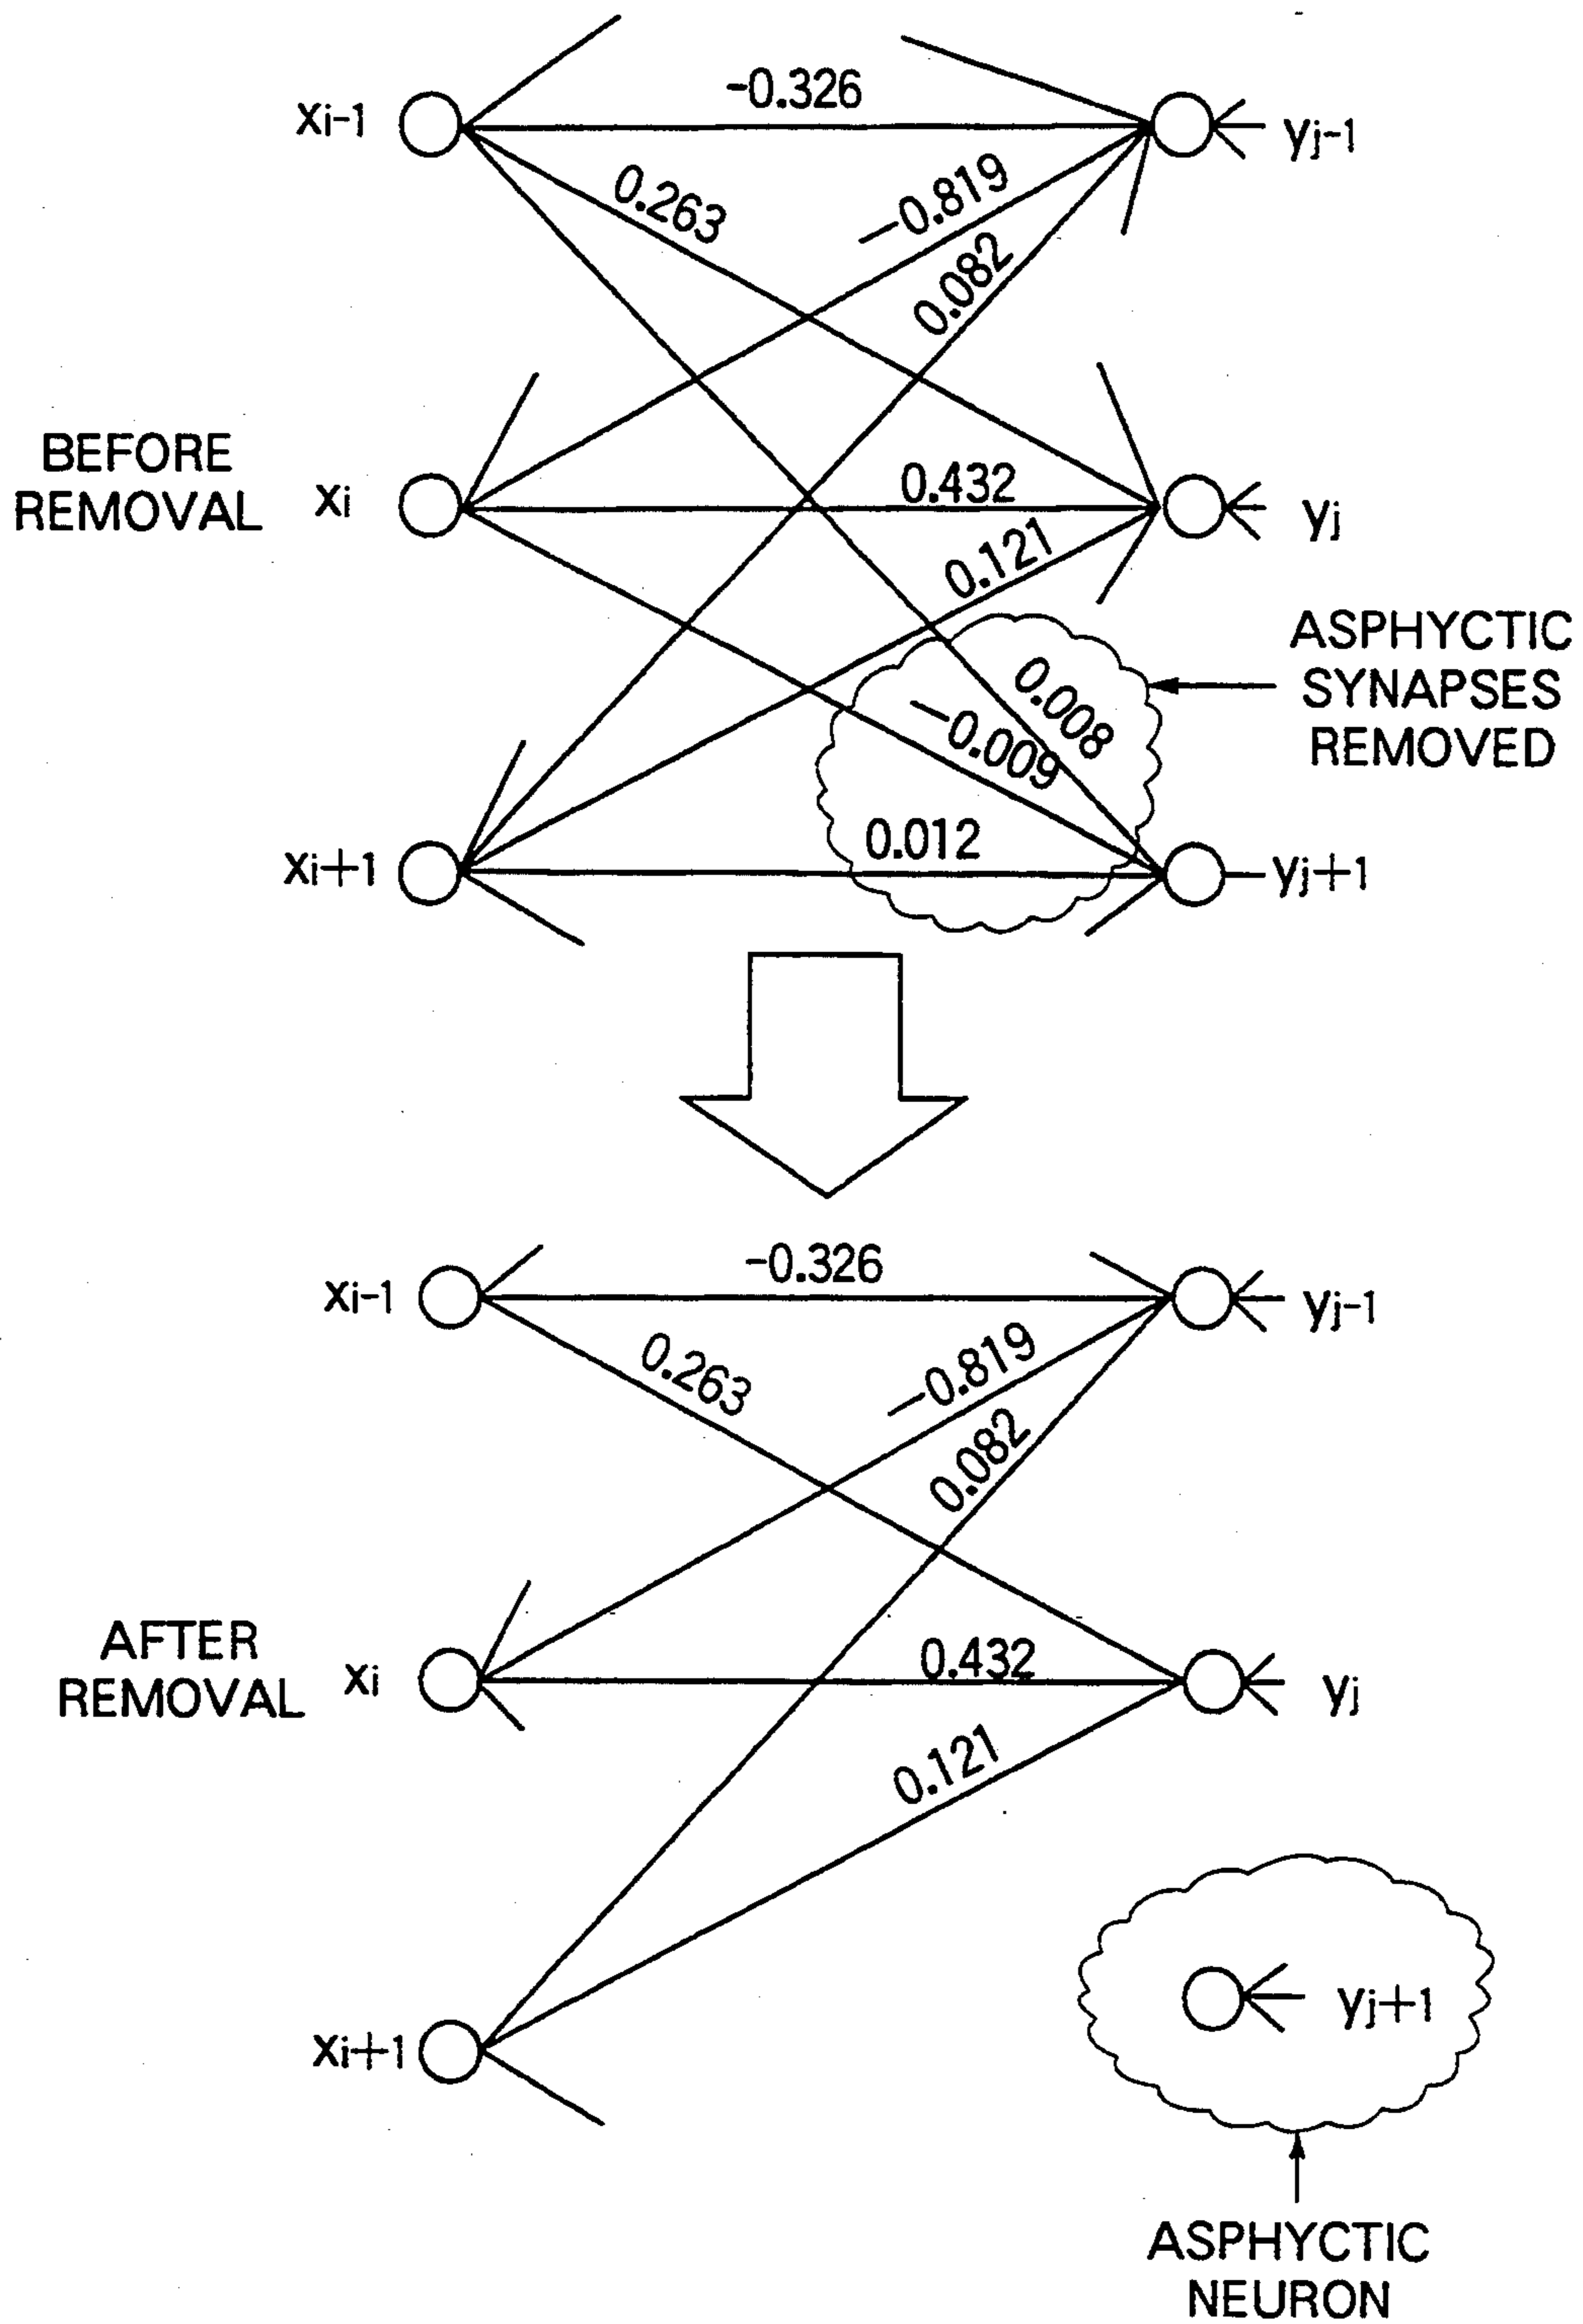 -0.326
xi-1
yj-1
0.263
—0.819
0.082
BEFORE
REMOVAL
xi
0.432
yj
0.121
ASPHYCTIC
SYNAPSES
REMOVED
0.008
—0.009
0.012
xi+1
yj+1
-0.326
xi-1
yj-1
0.263
—0.819
0.082
AFTER
REMOVAL
xi
0.432
yj
0.121
yj+1
xi+1
ASPHYCTIC
NEURON